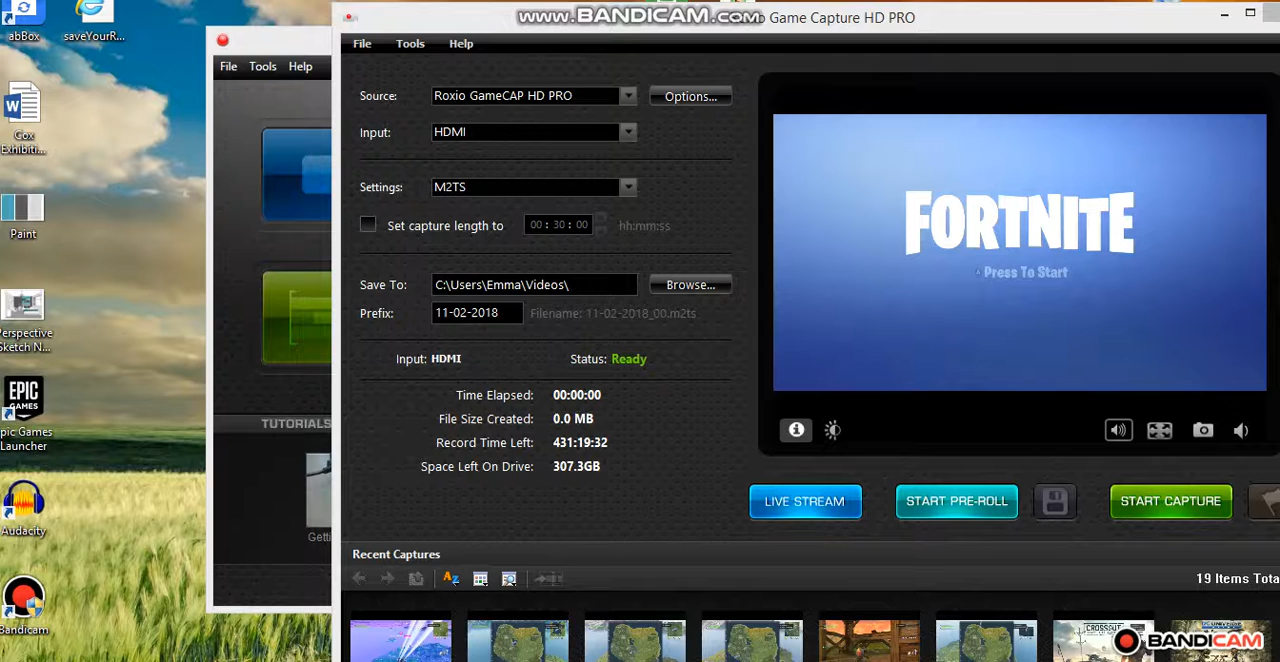 www.BANDICAM.com
Game Capture HD PRO
abBox
saveYourR...
File Tools Help
File Tools Help
Source: Roxio GameCAP HD PRO Options...
Input: HDMI
Settings: M2TS
Set capture length to 00 : 30 : 00 hh:mm:ss
Save To: C:\Users\Emma\Videos\ Browse...
Prefix: 11-02-2018 Filename: 11-02-2018_00.m2ts
Input: HDMI Status: Ready
Time Elapsed: 00:00:00
File Size Created: 0.0 MB
Record Time Left: 431:19:32
Space Left On Drive: 307.3GB
FORTNITE
Press To Start
LIVE STREAM
START PRE-ROLL
START CAPTURE
Recent Captures
19 Items Tota
Cox
Exhibiti...
Paint
Perspective
Sketch N...
EPIC
GAMES
Epic Games
Launcher
Audacity
Bandicam
TUTORIALS
Getti
CROSSOUT
BANDICAM